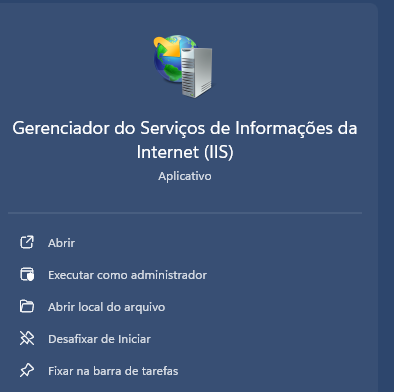 Gerenciador do Serviços de Informações da
Internet (IIS)
Aplicativo
Abrir
Executar como administrador
Abrir local do arquivo
Desafixar de Iniciar
Fixar na barra de tarefas